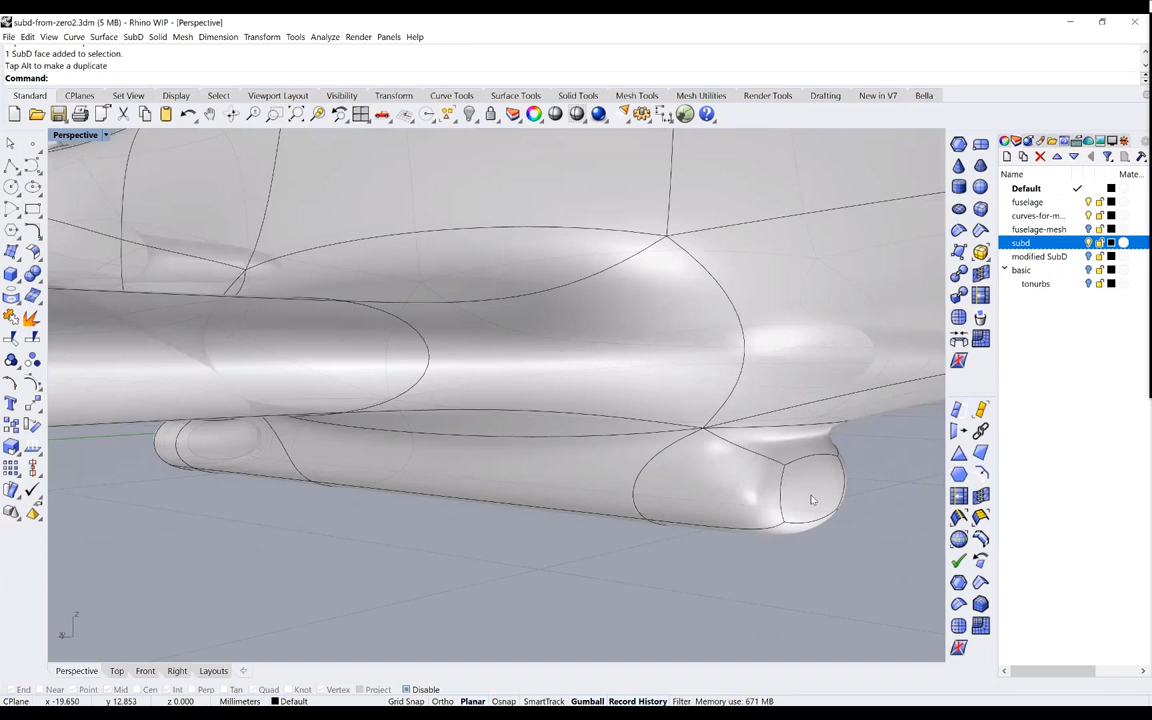 subd-from-zero2.3dm (5 MB) - Rhino WIP - [Perspective]
File Edit View Curve Surface SubD Solid Mesh Dimension Transform Tools Analyze Render Panels Help
1 SubD face added to selection.
Tap Alt to make a duplicate
Command:
Standard CPlanes Set View Display Select Viewport Layout Visibility Transform Curve Tools Surface Tools Solid Tools Mesh Tools Mesh Utilities Render Tools Drafting New in V7 Bella
Perspective
Name Mate...
Default
fuselage
curves-for-m...
fuselage-mesh
subd
modified SubD
basic
tonurbs
z
Perspective Top Front Right Layouts
End Near Point Mid Cen Int Perp Tan Quad Knot Vertex Project Disable
CPlane x -19.650 y 12.853 z 0.000 Millimeters Default Grid Snap Ortho Planar Osnap SmartTrack Gumball Record History Filter Memory use: 671 MB